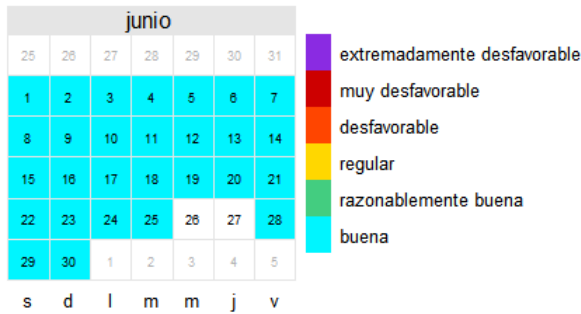 junio
25 26 27 28 29 30 31
1 2 3 4 5 6 7
8 9 10 11 12 13 14
15 16 17 18 19 20 21
22 23 24 25 26 27 28
29 30 1 2 3 4 5
s d l m m j v
extremadamente desfavorable
muy desfavorable
desfavorable
regular
razonablemente buena
buena